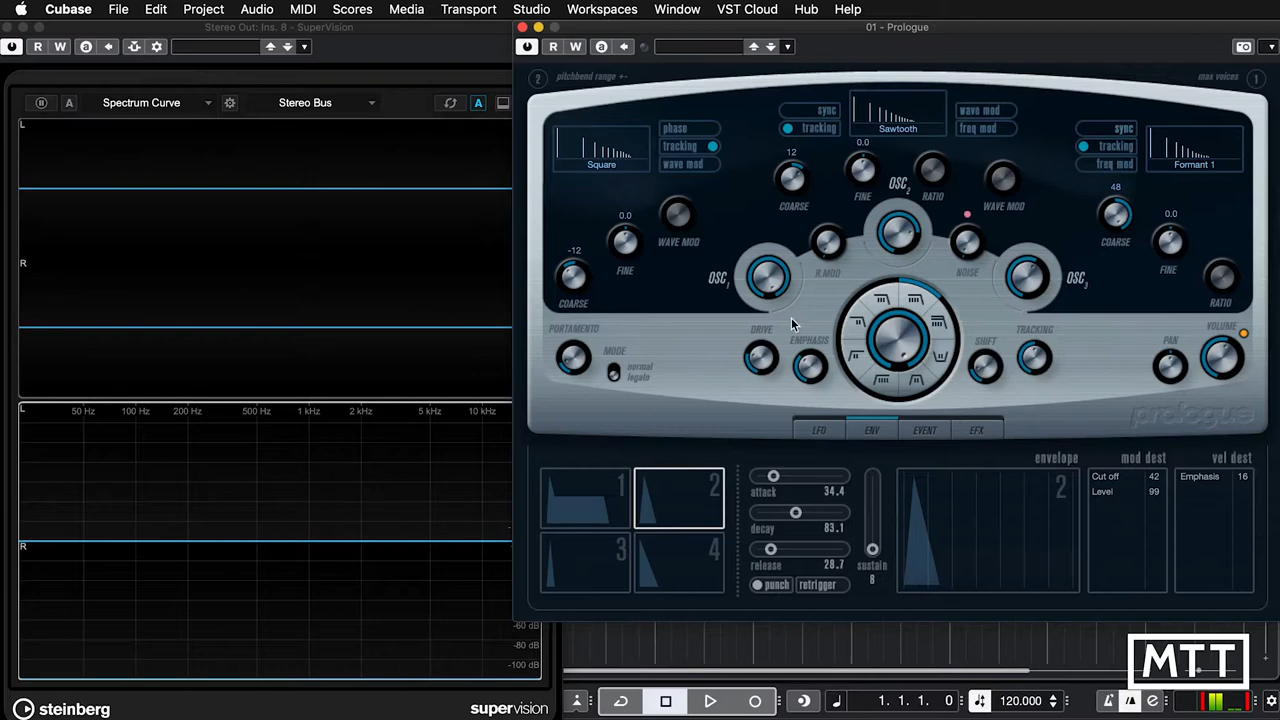 Cubase File Edit Project Audio MIDI Scores Media Transport Studio Workspaces Window VST Cloud Hub Help
Stereo Out: Ins. 8 - SuperVision
R W a
A Spectrum Curve Stereo Bus A
L
R
L 50 Hz 100 Hz 200 Hz 500 Hz 1 kHz 2 kHz 5 kHz 10 kHz
R
-60 dB
-80 dB
-100 dB
steinberg supervision
01 - Prologue
R W a
2 pitchbend range +-
max voices 1
phase
tracking
wave mod
Square
sync
tracking
Sawtooth
wave mod
freq mod
sync
tracking
freq mod
Formant 1
12 COARSE
0.0 FINE
RATIO
WAVE MOD
OSC2
-12 COARSE
0.0 FINE
WAVE MOD
OSC1
R.MOD
NOISE
OSC3
48 COARSE
0.0 FINE
RATIO
PORTAMENTO
MODE
normal
legato
DRIVE
EMPHASIS
SHIFT
TRACKING
PAN
VOLUME
prologue
LFO ENV EVENT EFX
1 2
3 4
attack 34.4
decay 83.1
release 28.7
punch retrigger
sustain
8
envelope
2
mod dest
Cut off 42
Level 99
vel dest
Emphasis 16
MTT
1. 1. 1. 0
120.000